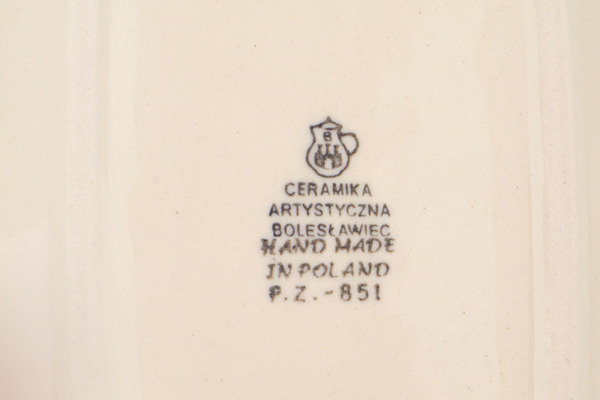 B
CERAMIKA
ARTYSTYCZNA
BOLESŁAWIEC
HAND MADE
IN POLAND
P.Z.-851